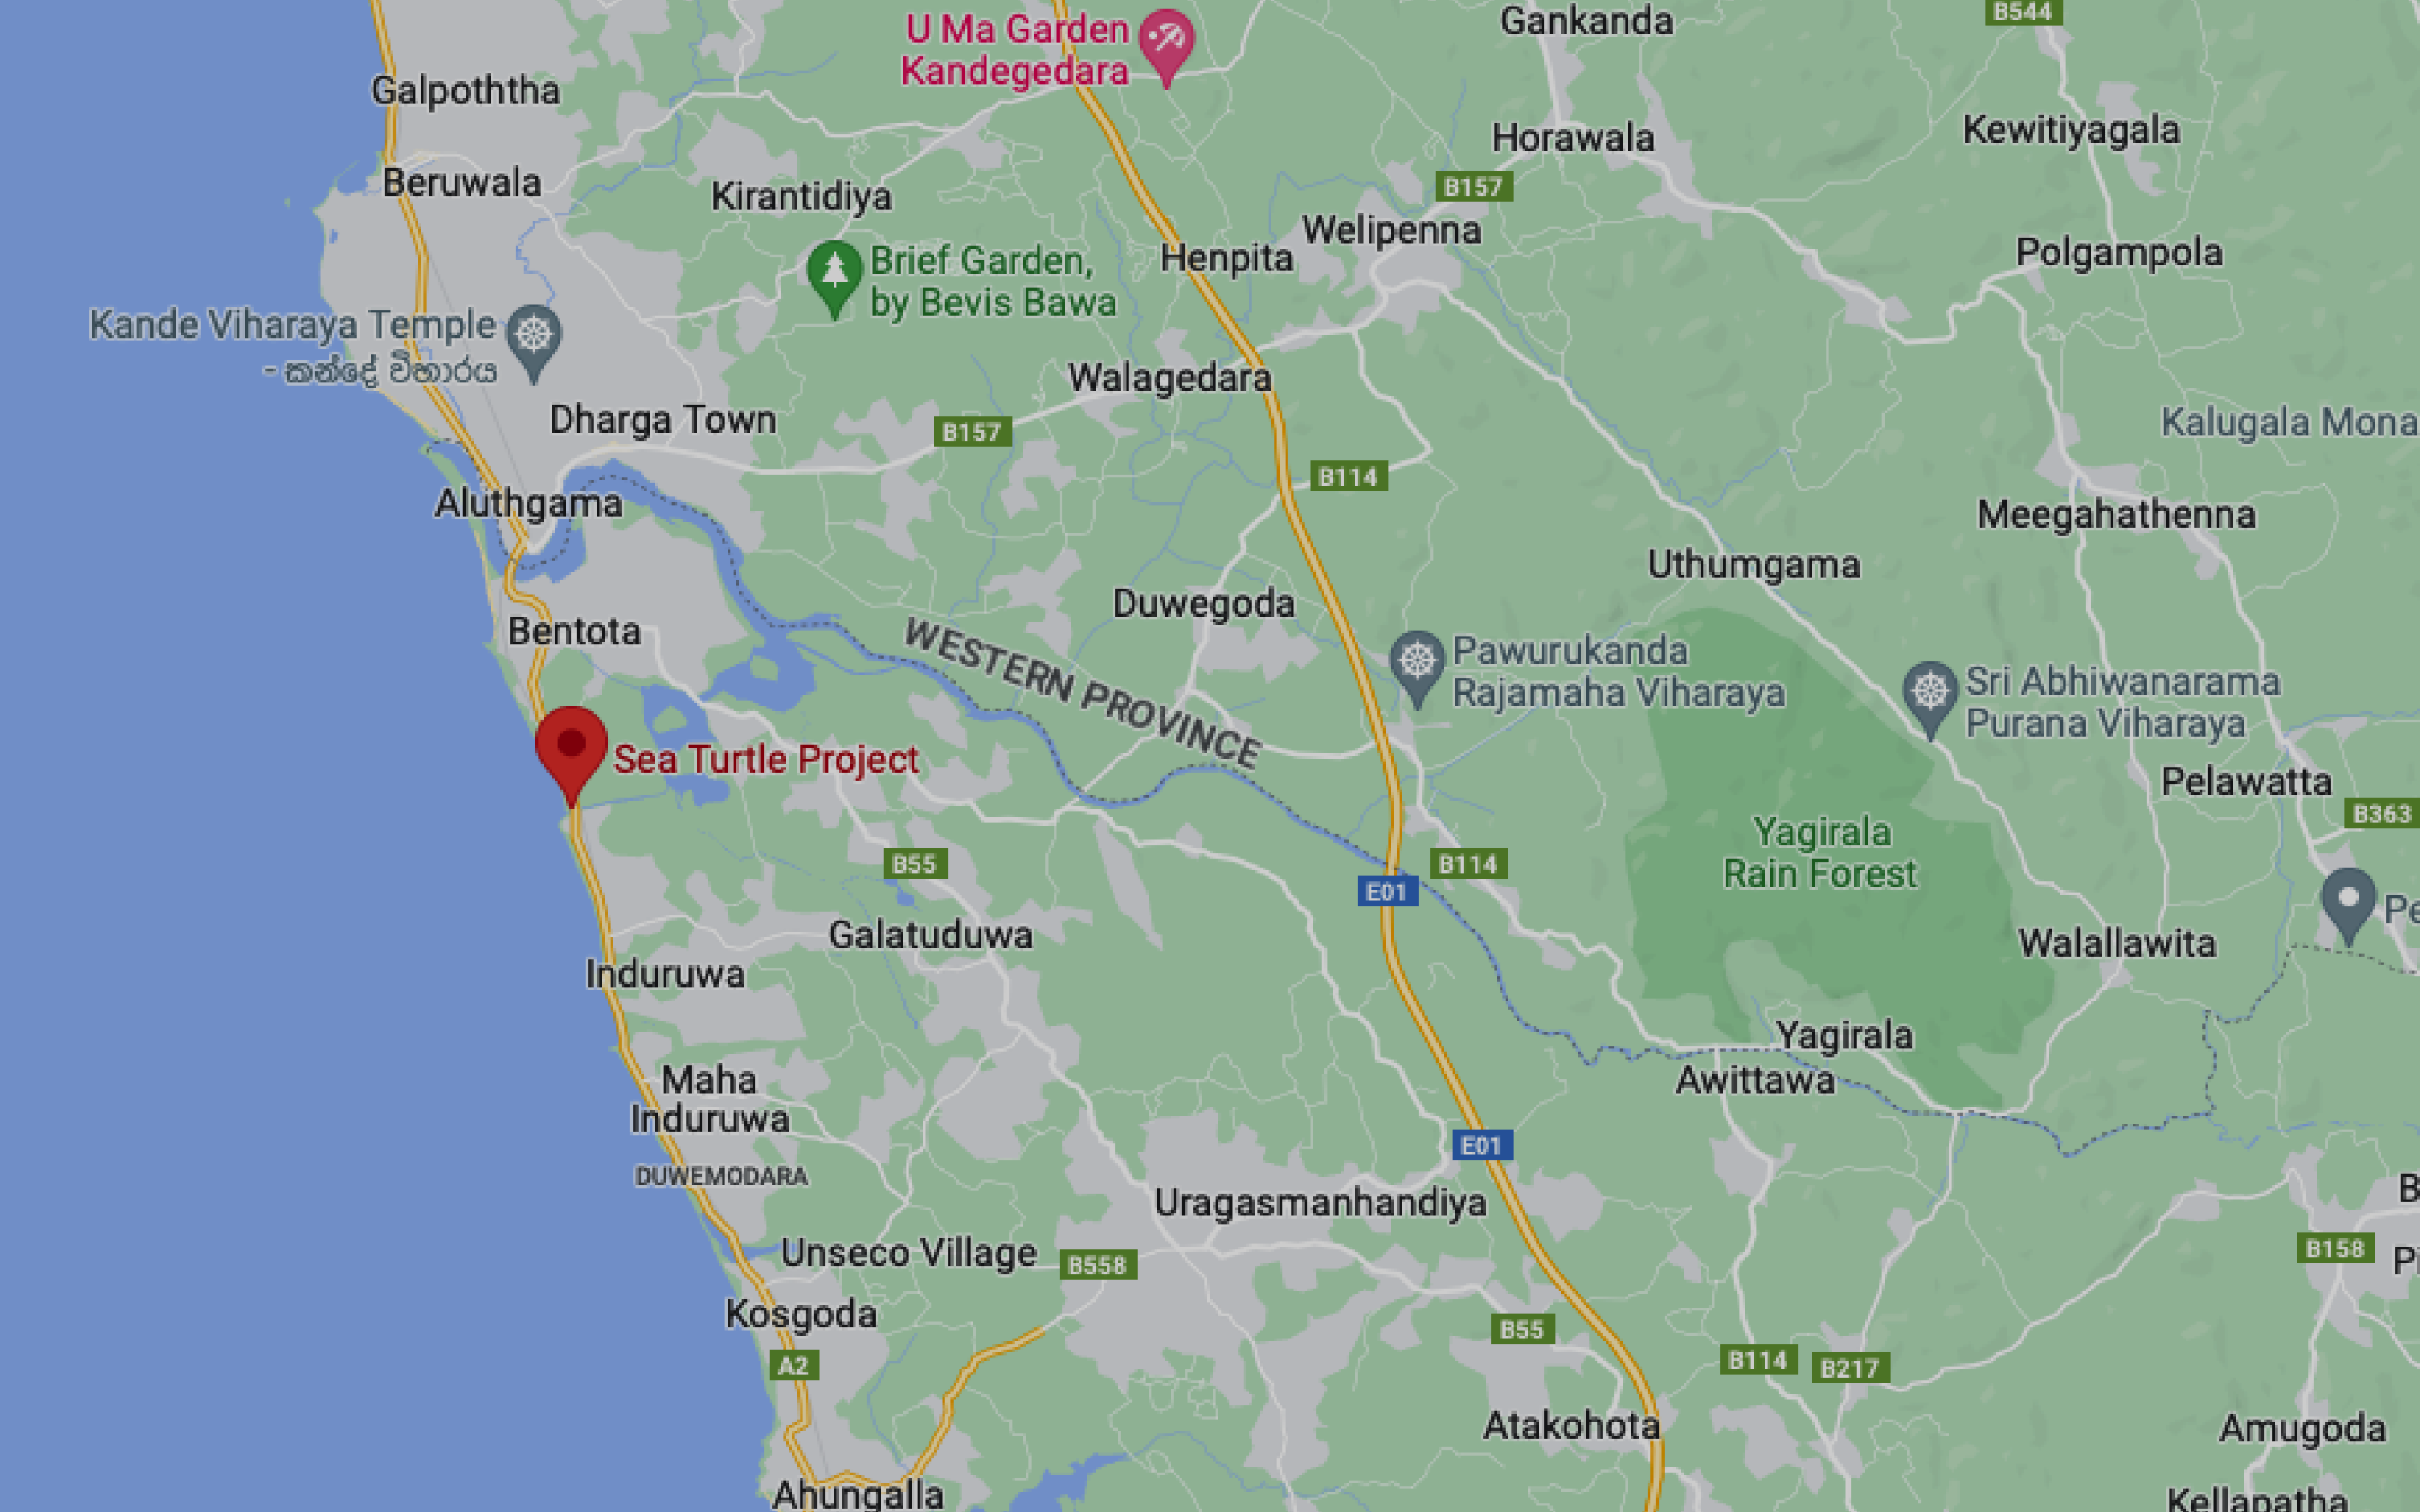 U Ma Garden
Kandegedara
Gankanda
B544
Galpoththa
Horawala
Kewitiyagala
Beruwala
Kirantidiya
B157
Welipenna
Henpita
Polgampola
Brief Garden,
by Bevis Bawa
Kande Viharaya Temple
- කන්දේ විහාරය
Walagedara
Dharga Town
B157
Kalugala Mona
B114
Aluthgama
Meegahathenna
Uthumgama
Duwegoda
Bentota
WESTERN PROVINCE
Pawurukanda
Rajamaha Viharaya
Sri Abhiwanarama
Purana Viharaya
Sea Turtle Project
Pelawatta
B363
Yagirala
Rain Forest
B55
B114
E01
Pe
Galatuduwa
Walallawita
Induruwa
Yagirala
Maha
Induruwa
Awittawa
E01
DUWEMODARA
B
Uragasmanhandiya
Unseco Village
B558
B158
Pi
Kosgoda
B55
A2
B114
B217
Atakohota
Amugoda
Ahungalla
Kellapatha